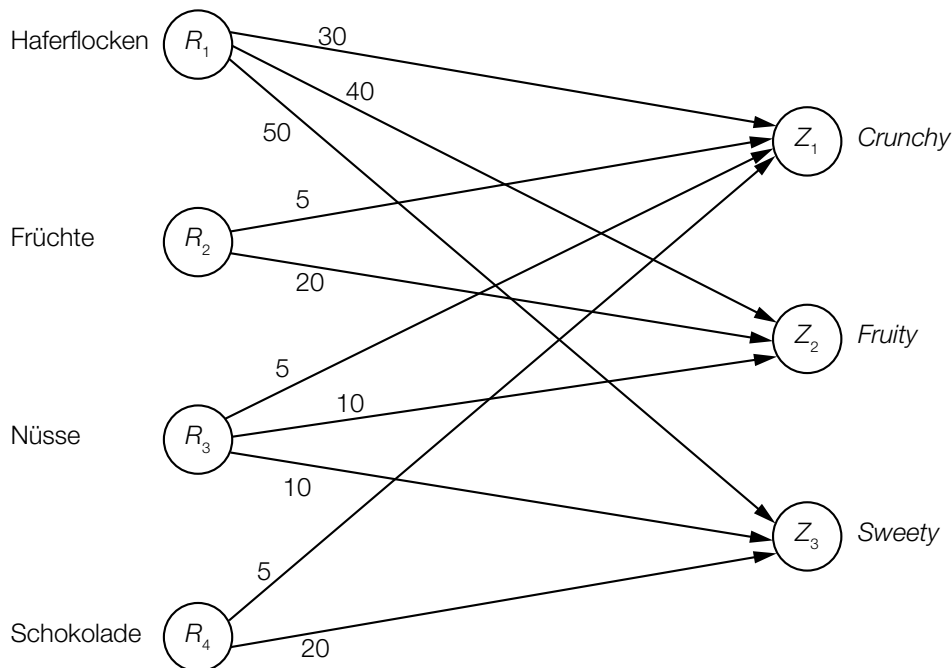 Haferflocken R₁ 30
40
50
Z₁ Crunchy
5
Früchte R₂
20
Z₂ Fruity
5
10
Nüsse R₃
10
Z₃ Sweety
5
Schokolade R₄
20